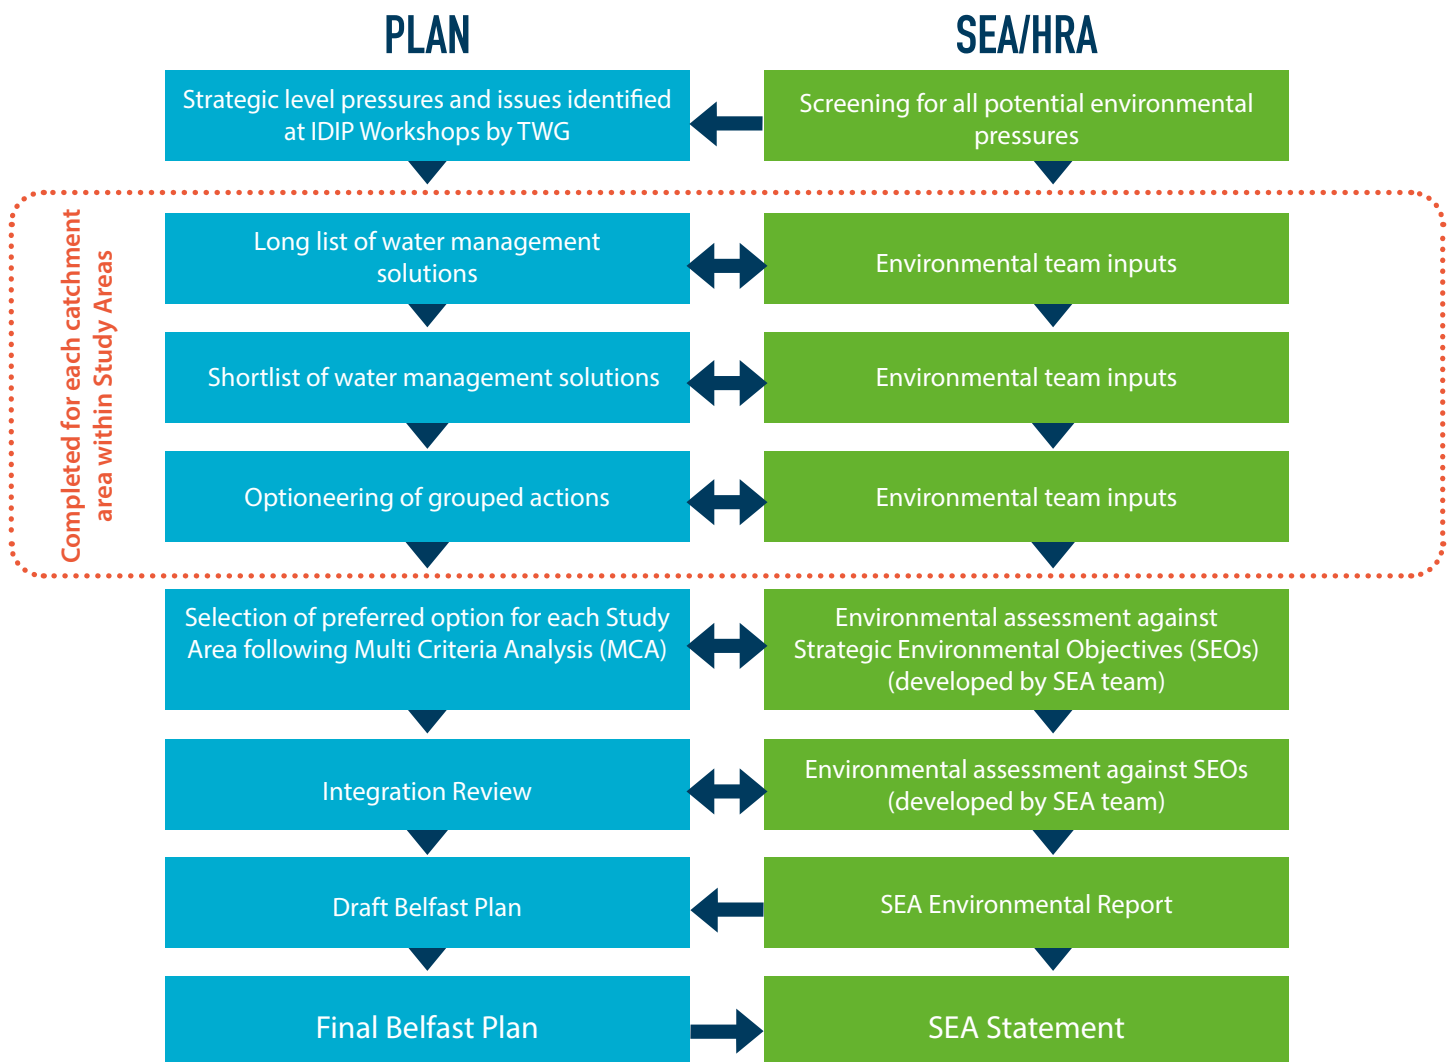 PLAN
SEA/HRA
Strategic level pressures and issues identified
at IDIP Workshops by TWG
Screening for all potential environmental
pressures
Completed for each catchment
area within Study Areas
Long list of water management
solutions
Environmental team inputs
Shortlist of water management solutions
Environmental team inputs
Optioneering of grouped actions
Environmental team inputs
Selection of preferred option for each Study
Area following Multi Criteria Analysis (MCA)
Environmental assessment against
Strategic Environmental Objectives (SEOs)
(developed by SEA team)
Integration Review
Environmental assessment against SEOs
(developed by SEA team)
Draft Belfast Plan
SEA Environmental Report
Final Belfast Plan
SEA Statement